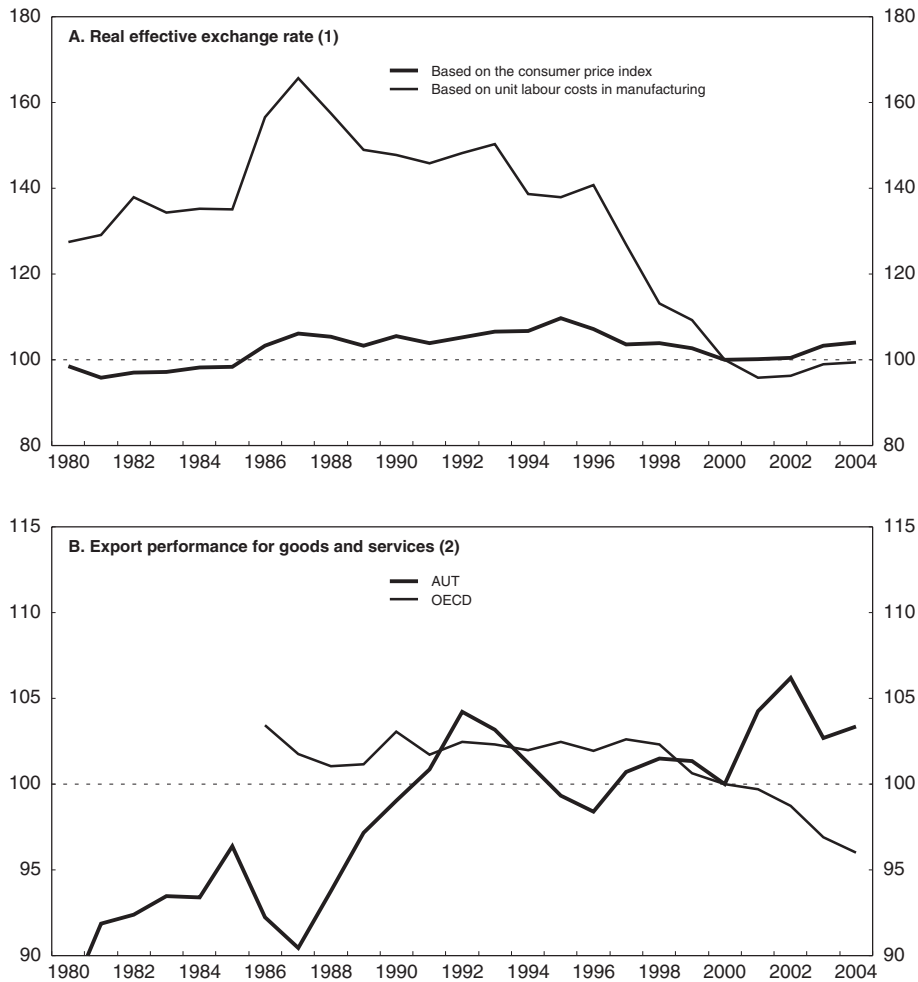 180 180
A. Real effective exchange rate (1)
Based on the consumer price index
Based on unit labour costs in manufacturing
160 160
140 140
120 120
100 100
80 80
1980 1982 1984 1986 1988 1990 1992 1994 1996 1998 2000 2002 2004
115 115
B. Export performance for goods and services (2)
AUT
OECD
110 110
105 105
100 100
95 95
90 90
1980 1982 1984 1986 1988 1990 1992 1994 1996 1998 2000 2002 2004